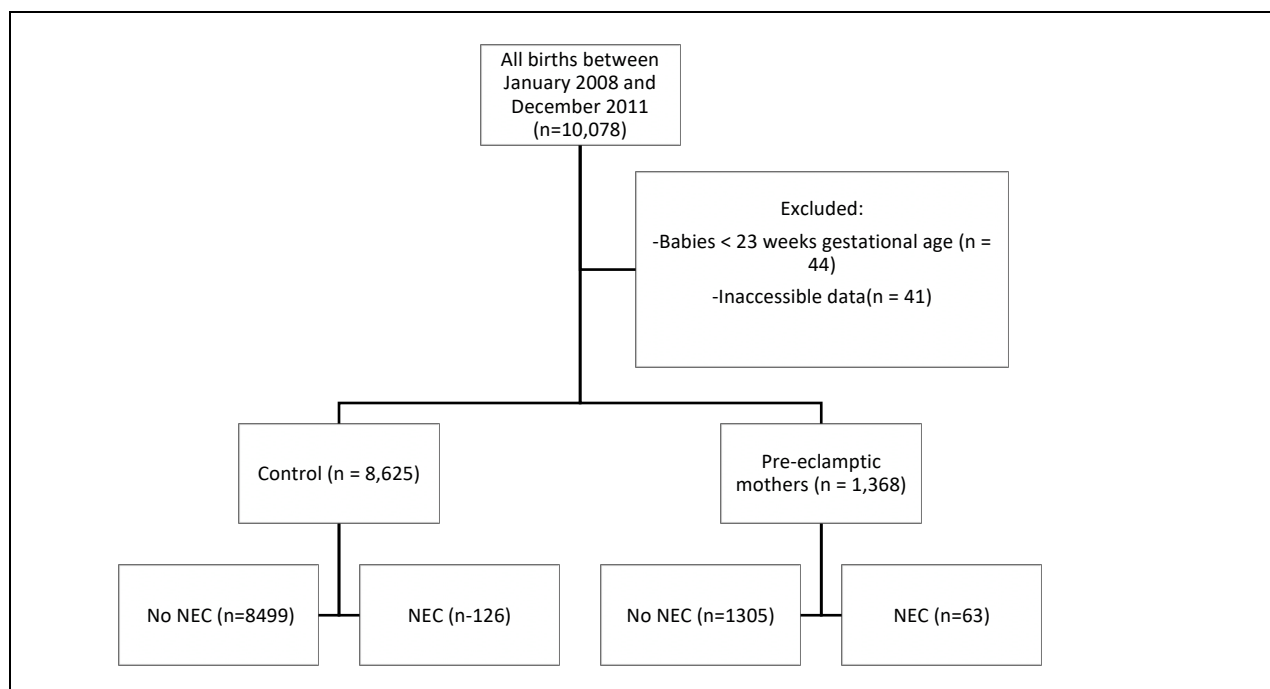 All births between
January 2008 and
December 2011
(n=10,078)
Excluded:
-Babies < 23 weeks gestational age (n =
44)
-Inaccessible data(n = 41)
Control (n = 8,625)
Pre-eclamptic
mothers (n = 1,368)
No NEC (n=8499)
NEC (n-126)
No NEC (n=1305)
NEC (n=63)